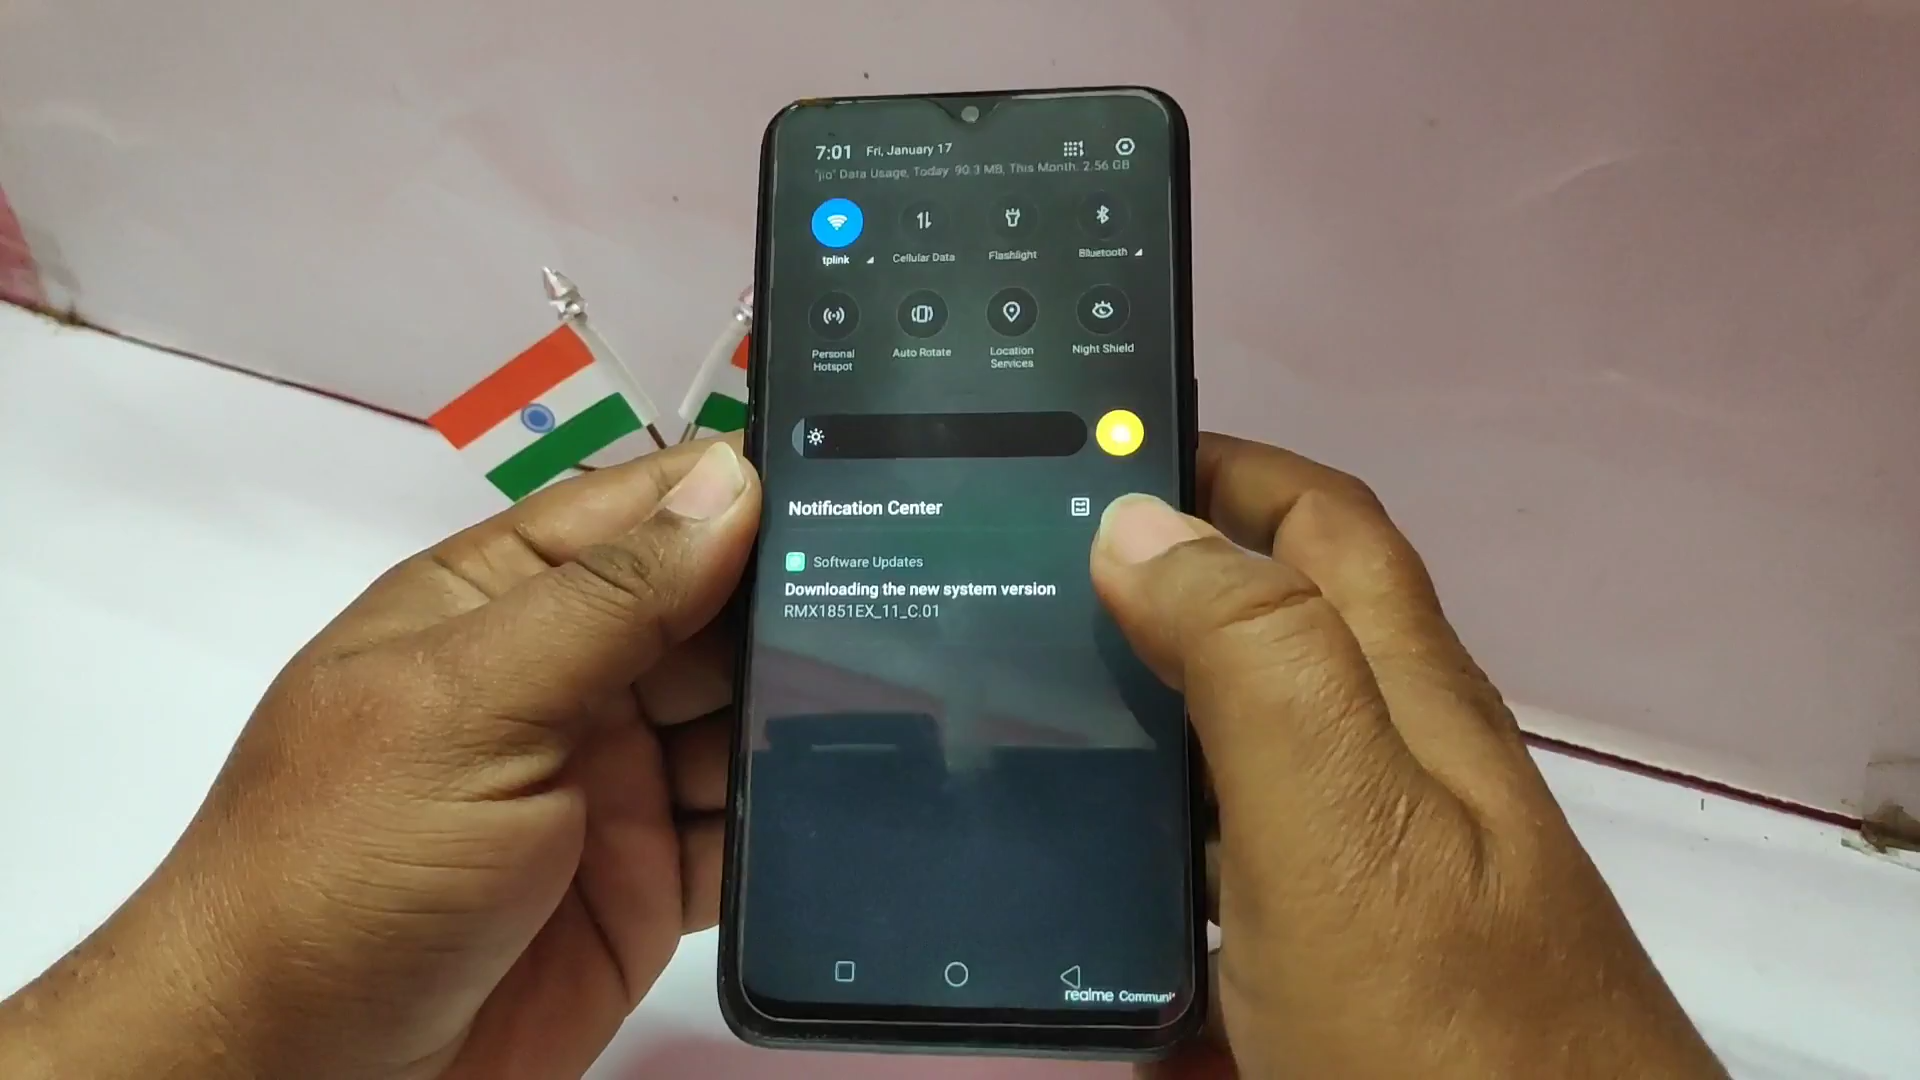 7:01 Fri, January 17
"jio" Data Usage, Today 90.3 MB, This Month: 2.56 GB
tplink
Cellular Data
Flashlight
Bluetooth
Personal
Hotspot
Auto Rotate
Location
Services
Night Shield
Notification Center
Software Updates
Downloading the new system version
RMX1851EX_11_C.01
realme Communi